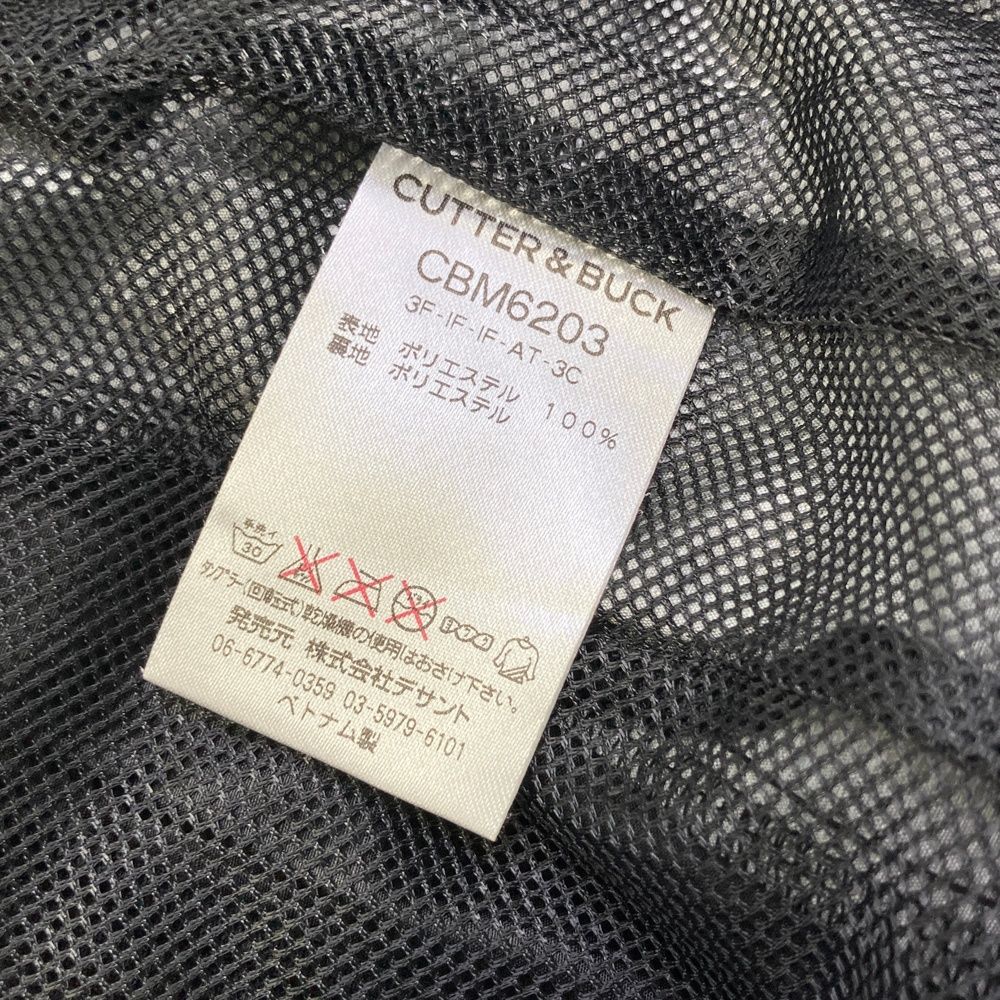 CUTTER & BUCK
CBM6203
3F-IF-IF-AT-3C
表地 ポリエステル
裏地 ポリエステル 100%
手洗イ
30
タンブラー(回転式)乾燥機の使用はおさけ下さい。
発売元 株式会社デサント
06-6774-0359 03-5979-6101
ベトナム製